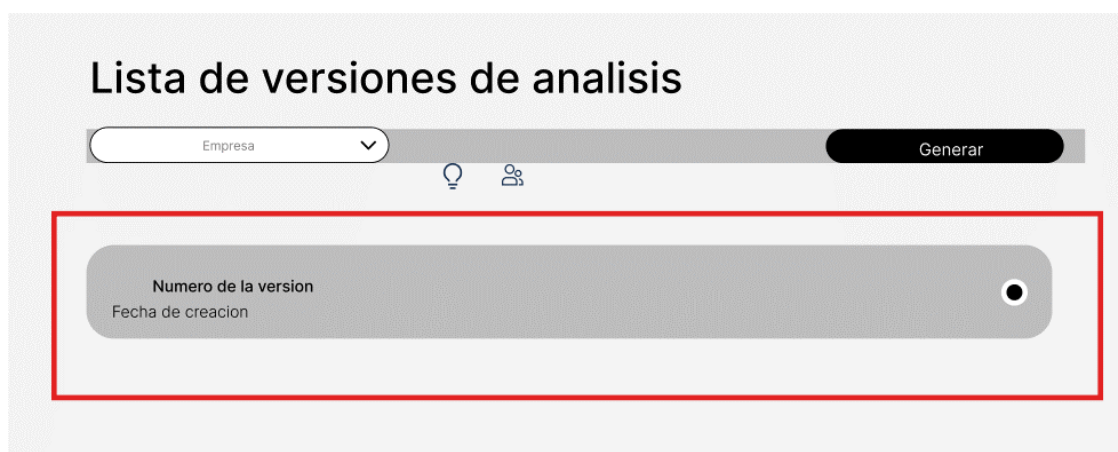 Lista de versiones de analisis
Empresa
Generar
Numero de la version
Fecha de creacion